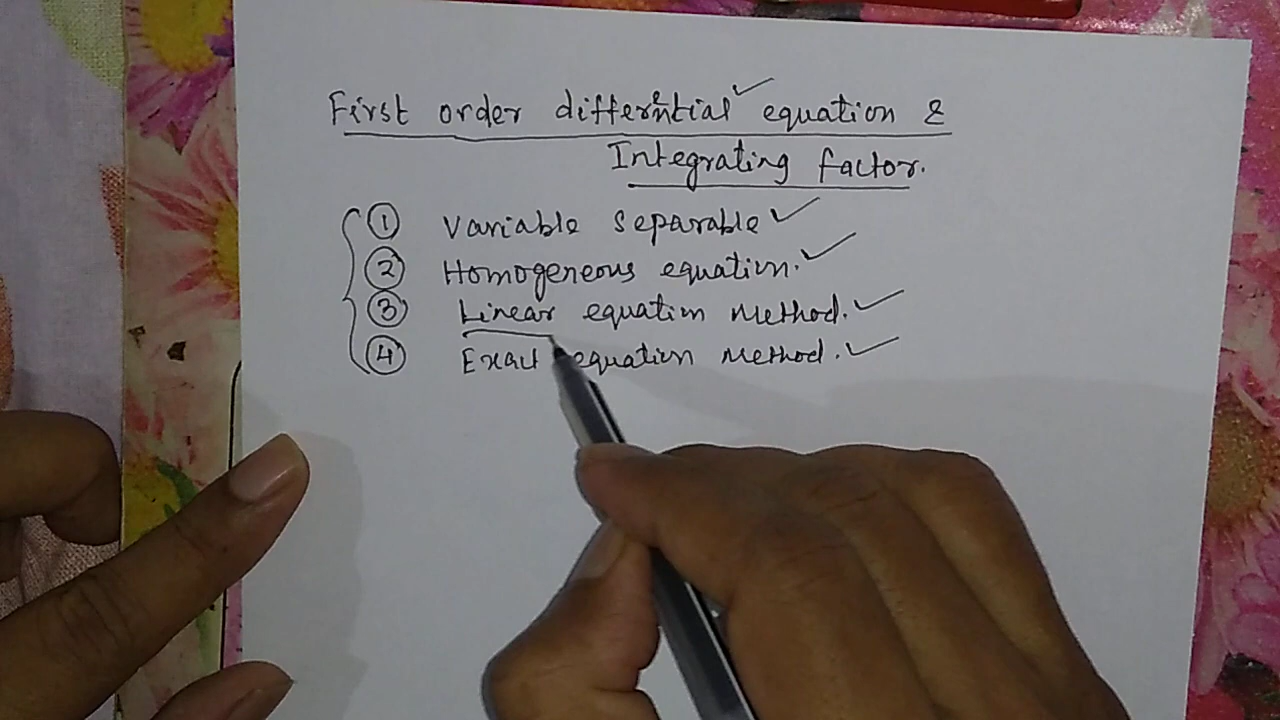 First order differential equation &
Integrating factor.
① Variable separable
② Homogeneous equation.
③ Linear equation Method.
④ Exact equation Method.